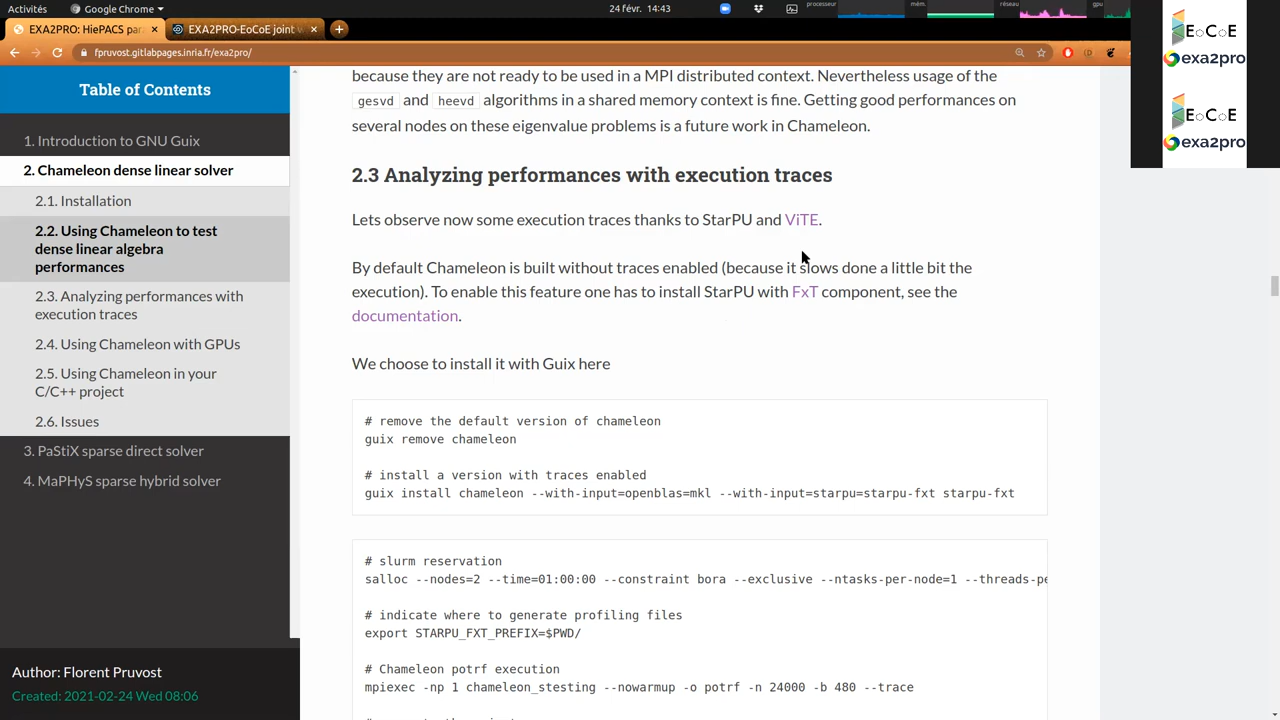 Activités
Google Chrome
24 févr. 14:43
processeur
mém.
réseau
gpu
EXA2PRO: HiePACS pa
EXA2PRO-EoCoE joint w
fpruvost.gitlabpages.inria.fr/exa2pro/
EoCoE
exa2pro
EoCoE
exa2pro
Table of Contents
1. Introduction to GNU Guix
2. Chameleon dense linear solver
2.1. Installation
2.2. Using Chameleon to test
dense linear algebra
performances
2.3. Analyzing performances with
execution traces
2.4. Using Chameleon with GPUs
2.5. Using Chameleon in your
C/C++ project
2.6. Issues
3. PaStiX sparse direct solver
4. MaPHyS sparse hybrid solver
Author: Florent Pruvost
Created: 2021-02-24 Wed 08:06
because they are not ready to be used in a MPI distributed context. Nevertheless usage of the
gesvd and heevd algorithms in a shared memory context is fine. Getting good performances on
several nodes on these eigenvalue problems is a future work in Chameleon.
2.3 Analyzing performances with execution traces
Lets observe now some execution traces thanks to StarPU and ViTE.
By default Chameleon is built without traces enabled (because it slows done a little bit the
execution). To enable this feature one has to install StarPU with FxT component, see the
documentation.
We choose to install it with Guix here
# remove the default version of chameleon
guix remove chameleon
# install a version with traces enabled
guix install chameleon --with-input=openblas=mkl --with-input=starpu=starpu-fxt starpu-fxt
# slurm reservation
salloc --nodes=2 --time=01:00:00 --constraint bora --exclusive --ntasks-per-node=1 --threads-pe
# indicate where to generate profiling files
export STARPU_FXT_PREFIX=$PWD/
# Chameleon potrf execution
mpiexec -np 1 chameleon_stesting --nowarmup -o potrf -n 24000 -b 480 --trace